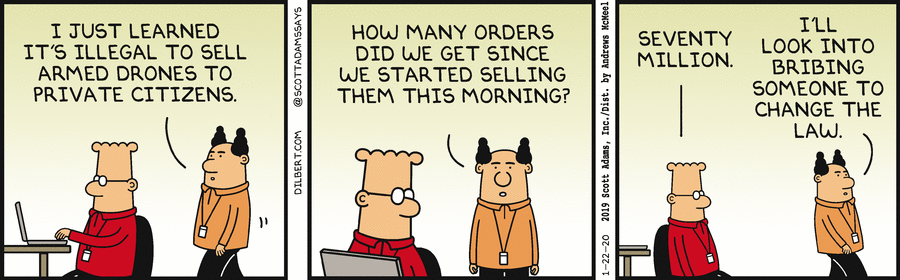 I JUST LEARNED
IT'S ILLEGAL TO SELL
ARMED DRONES TO
PRIVATE CITIZENS.
DILBERT.COM @SCOTTADAMSSAYS
HOW MANY ORDERS
DID WE GET SINCE
WE STARTED SELLING
THEM THIS MORNING?
1-22-20 2019 Scott Adams, Inc./Dist. by Andrews McMeel
SEVENTY
MILLION.
I'LL
LOOK INTO
BRIBING
SOMEONE TO
CHANGE THE
LAW.